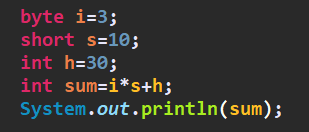 byte i=3;
short s=10;
int h=30;
int sum=i*s+h;
System.out.println(sum);